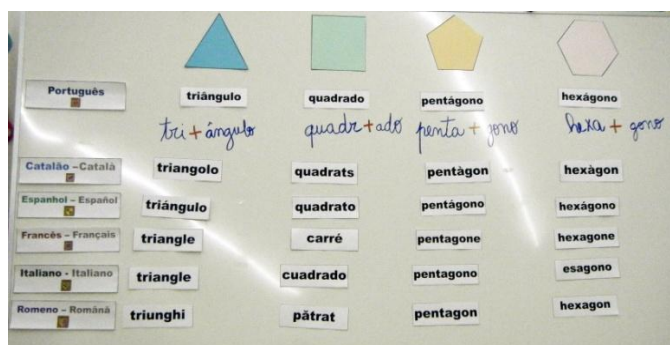 Português triângulo quadrado pentágono hexágono
tri+ângulo quadr+ado penta+gono hexa+gono
Catalão –Català triangolo quadrats pentàgon hexàgon
Espanhol – Español triángulo quadrato pentágono hexágono
Francês – Français triangle carré pentagone hexagone
Italiano - Italiano triangle cuadrado pentagono esagono
Romeno – Română triunghi pătrat pentagon hexagon